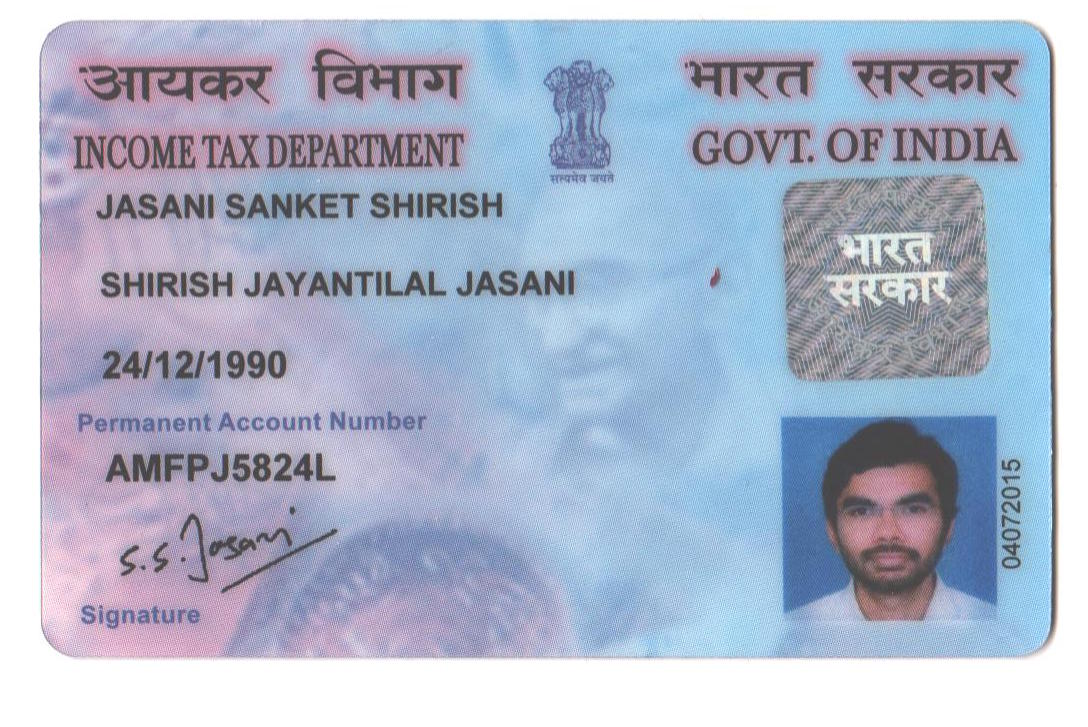 आयकर विभाग
भारत सरकार
INCOME TAX DEPARTMENT
GOVT. OF INDIA
सत्यमेव जयते
JASANI SANKET SHIRISH
SHIRISH JAYANTILAL JASANI
24/12/1990
Permanent Account Number
AMFPJ5824L
S.S. Jasani
Signature
भारत
सरकार
04072015